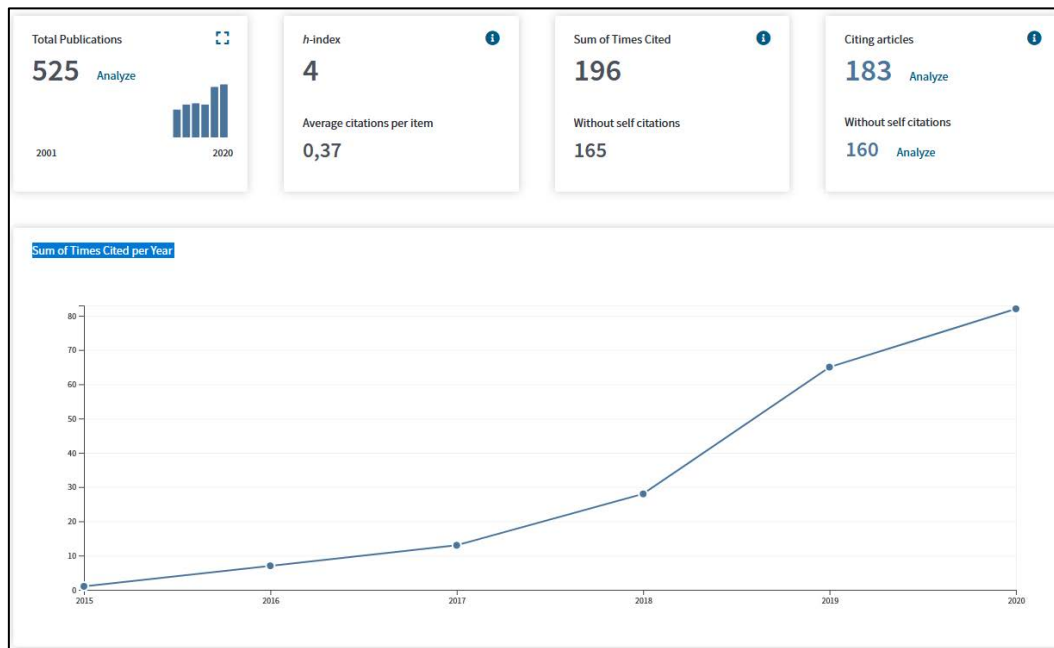 Total Publications
525 Analyze
2001 2020
h-index
4
Average citations per item
0,37
Sum of Times Cited
196
Without self citations
165
Citing articles
183 Analyze
Without self citations
160 Analyze
Sum of Times Cited per Year
80
70
60
50
40
30
20
10
0
2015 2016 2017 2018 2019 2020